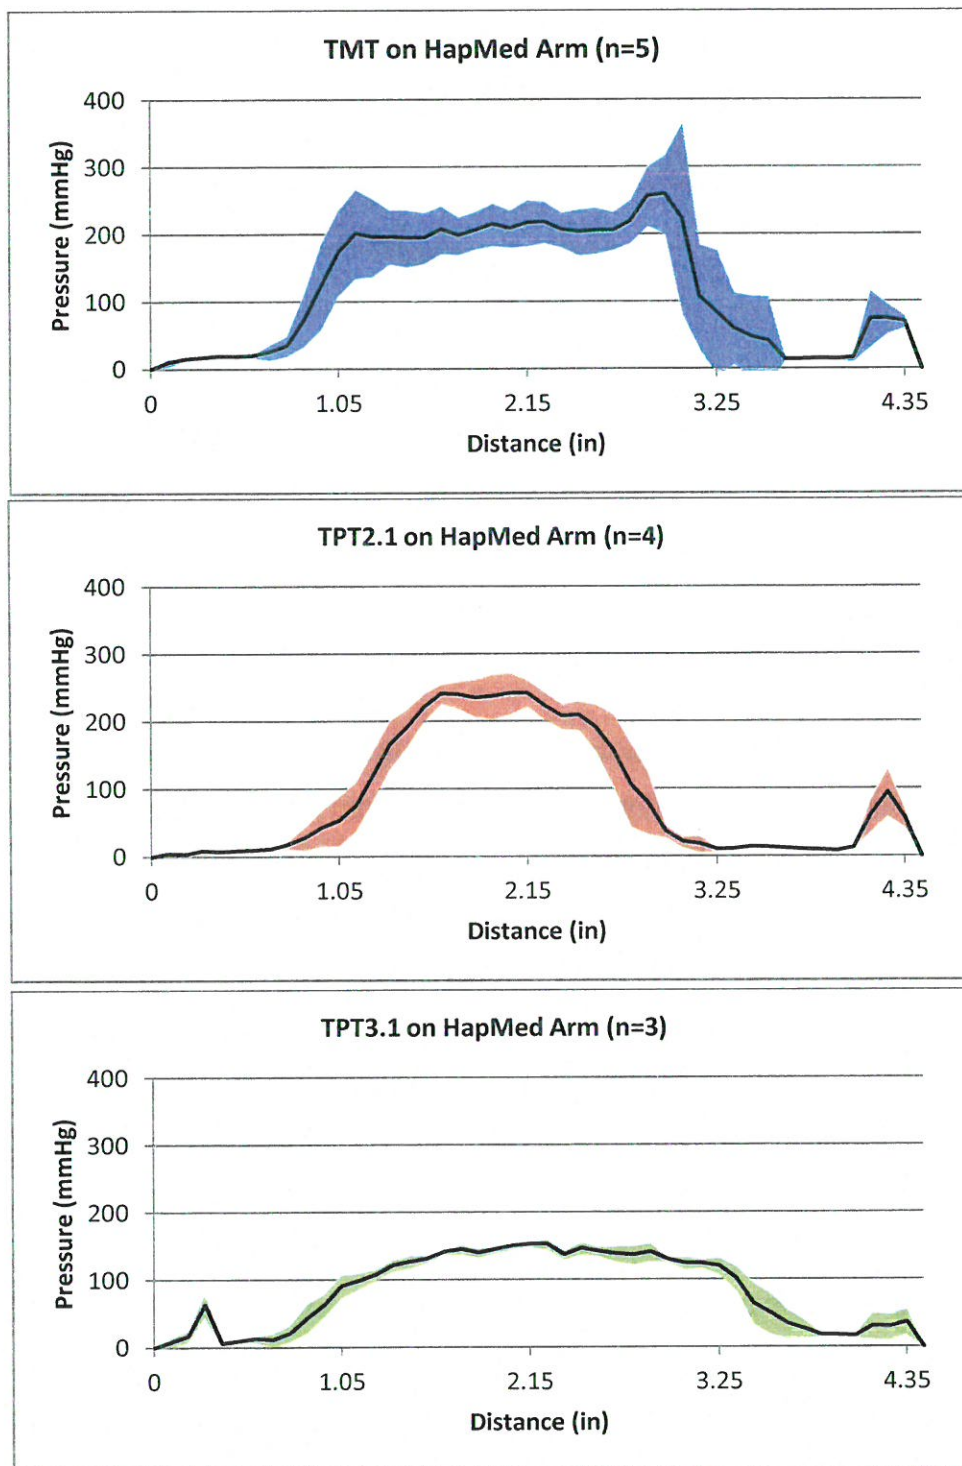 TMT on HapMed Arm (n=5)
Pressure (mmHg)
400
300
200
100
0
0 1.05 2.15 3.25 4.35
Distance (in)
TPT2.1 on HapMed Arm (n=4)
Pressure (mmHg)
400
300
200
100
0
0 1.05 2.15 3.25 4.35
Distance (in)
TPT3.1 on HapMed Arm (n=3)
Pressure (mmHg)
400
300
200
100
0
0 1.05 2.15 3.25 4.35
Distance (in)